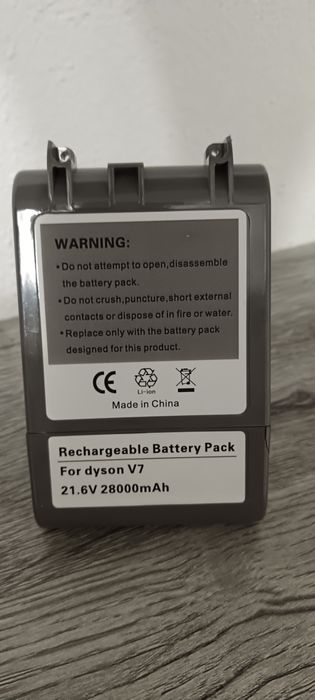 WARNING:
•Do not attempt to open,disassemble
the battery pack.
•Do not crush,puncture,short external
contacts or dispose of in fire or water.
•Replace only with the battery pack
designed for this product.
CE
Li-ion
Made in China
Rechargeable Battery Pack
For dyson V7
21.6V 28000mAh